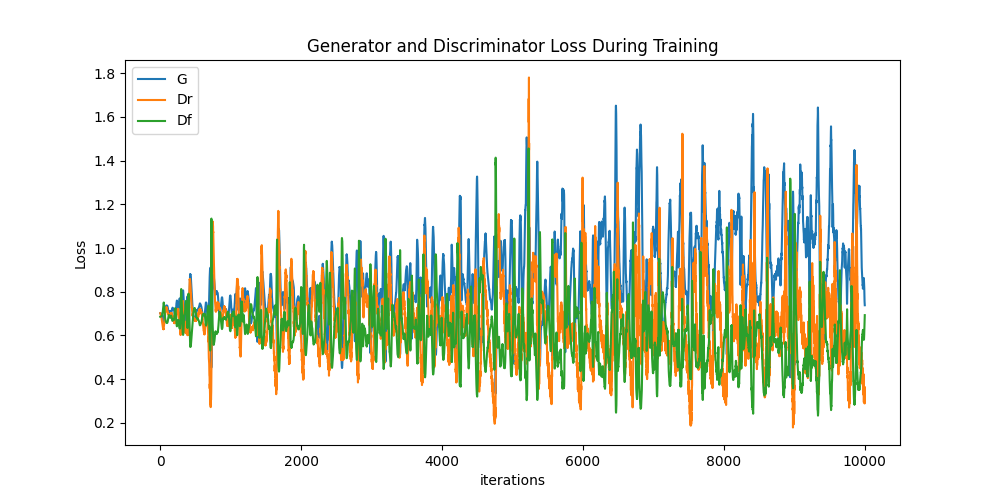 Generator and Discriminator Loss During Training
G
Dr
Df
Loss
1.8
1.6
1.4
1.2
1.0
0.8
0.6
0.4
0.2
0 2000 4000 6000 8000 10000
iterations